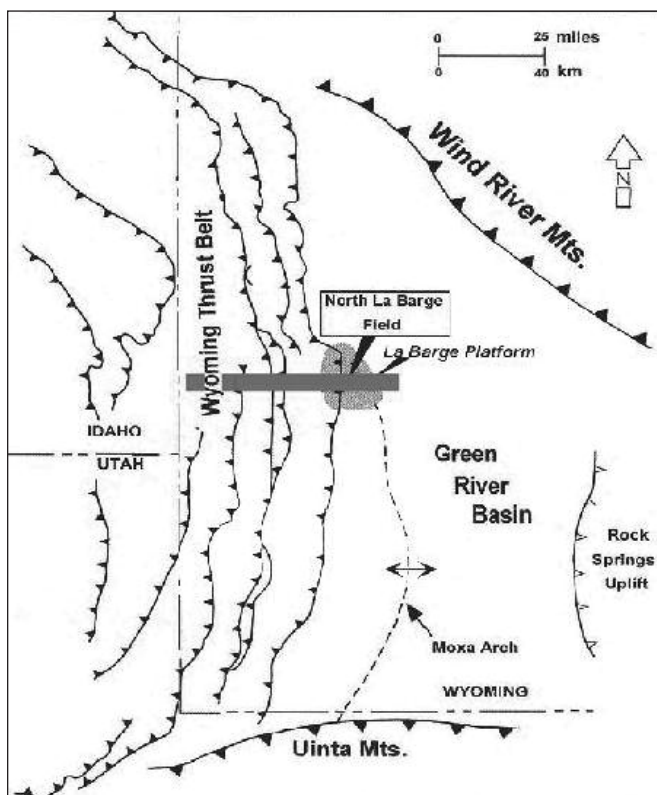 0 25 miles
0 40 km
N
Wind River Mts.
Wyoming Thrust Belt
North La Barge
Field
La Barge Platform
IDAHO
UTAH
Green
River
Basin
Rock
Springs
Uplift
Moxa Arch
WYOMING
Uinta Mts.